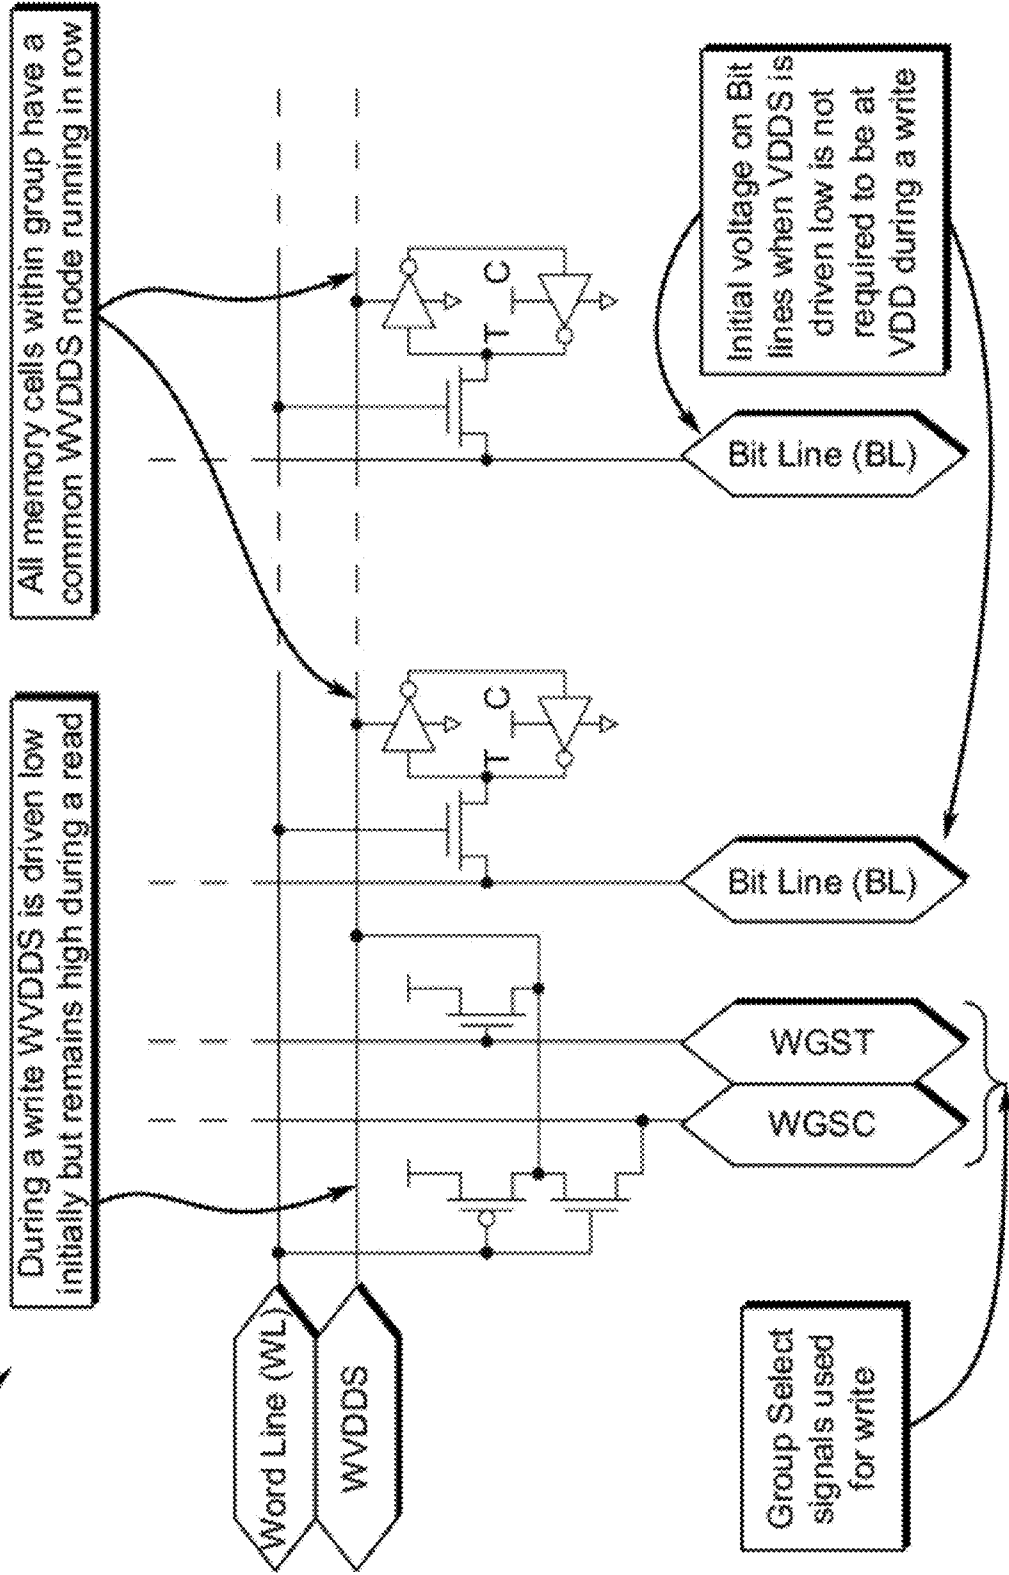 During a write WVDDS is driven low
initially but remains high during a read
All memory cells within group have a
common WVDDS node running in row
Word Line (WL)
WVDDS
T
C
T
C
Group Select
signals used
for write
WGSC
WGST
Bit Line (BL)
Bit Line (BL)
Initial voltage on Bit
lines when VDDS is
driven low is not
required to be at
VDD during a write